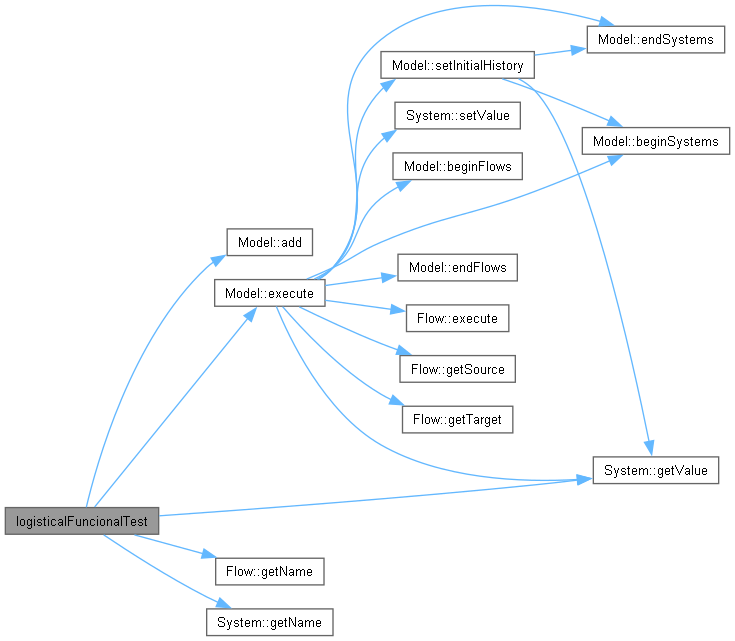 Model::endSystems
Model::setInitialHistory
System::setValue
Model::beginSystems
Model::beginFlows
Model::add
Model::endFlows
Model::execute
Flow::execute
Flow::getSource
Flow::getTarget
System::getValue
logisticalFuncionalTest
Flow::getName
System::getName